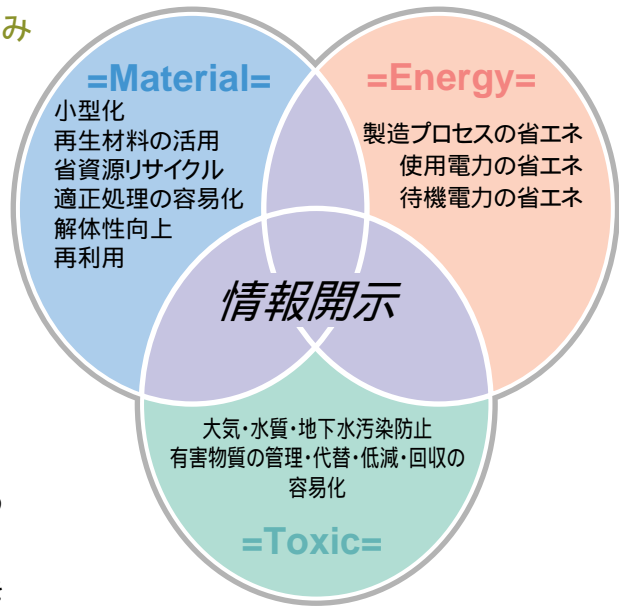 み
=Material=
小型化
再生材料の活用
省資源リサイクル
適正処理の容易化
解体性向上
再利用
=Energy=
製造プロセスの省エネ
使用電力の省エネ
待機電力の省エネ
情報開示
大気・水質・地下水汚染防止
有害物質の管理・代替・低減・回収の
容易化
=Toxic=